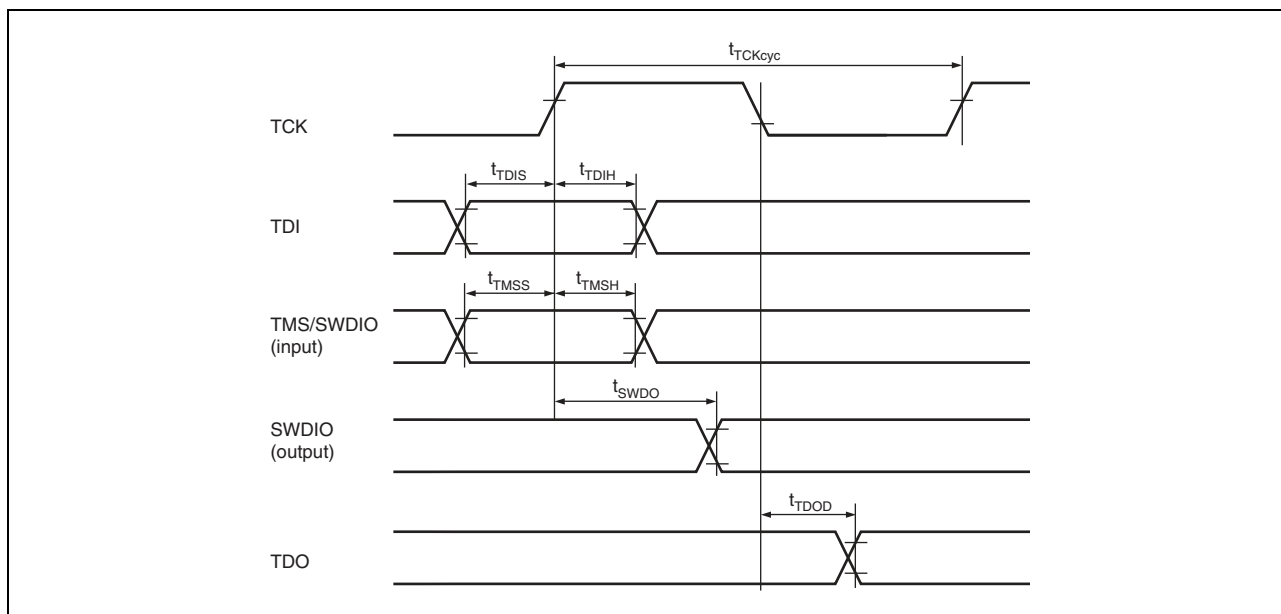 tTCKcyc
TCK
tTDIS
tTDIH
TDI
tTMSS
tTMSH
TMS/SWDIO
(input)
tSWDO
SWDIO
(output)
tTDOD
TDO